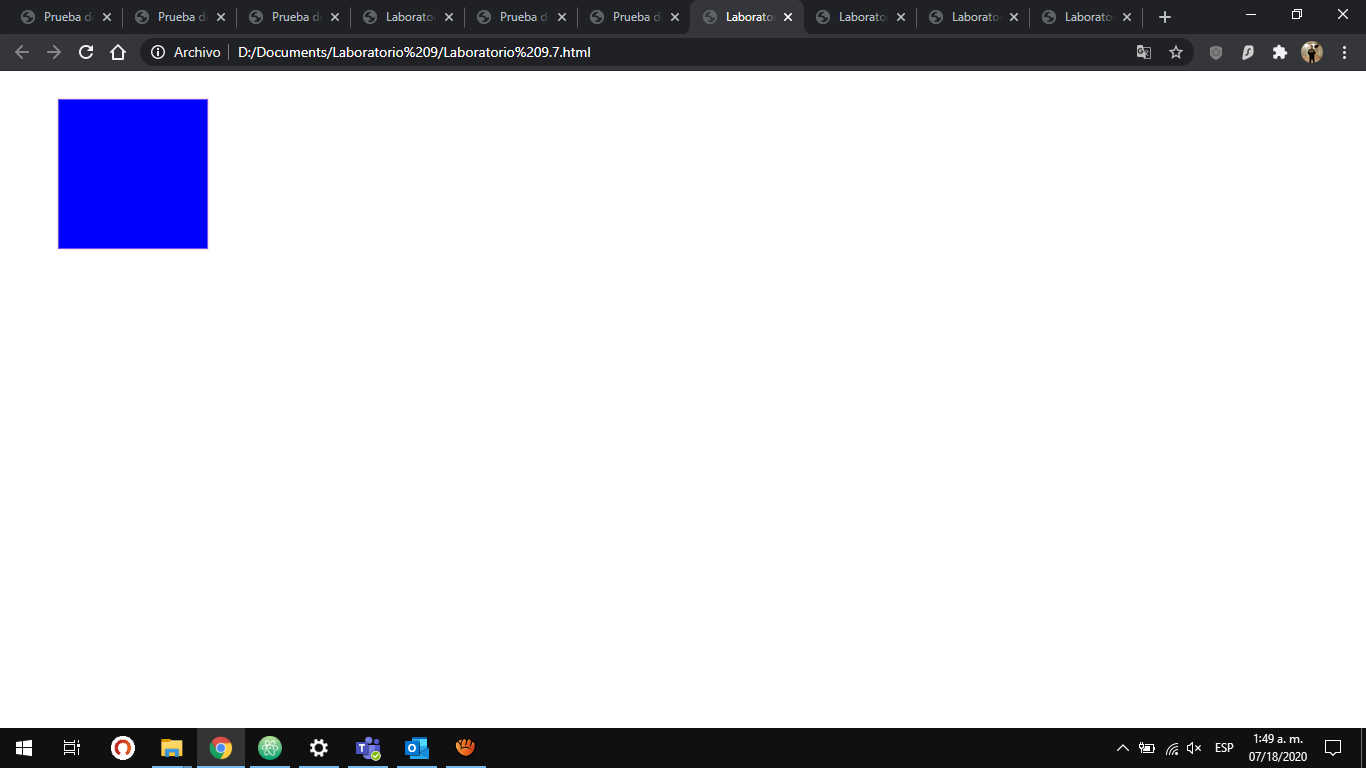 Prueba d
Prueba d
Prueba d
Laborato
Prueba d
Prueba d
Laborato
Laborato
Laborato
Laborato
Archivo
D:/Documents/Laboratorio%209/Laboratorio%209.7.html
ESP
1:49 a. m.
07/18/2020